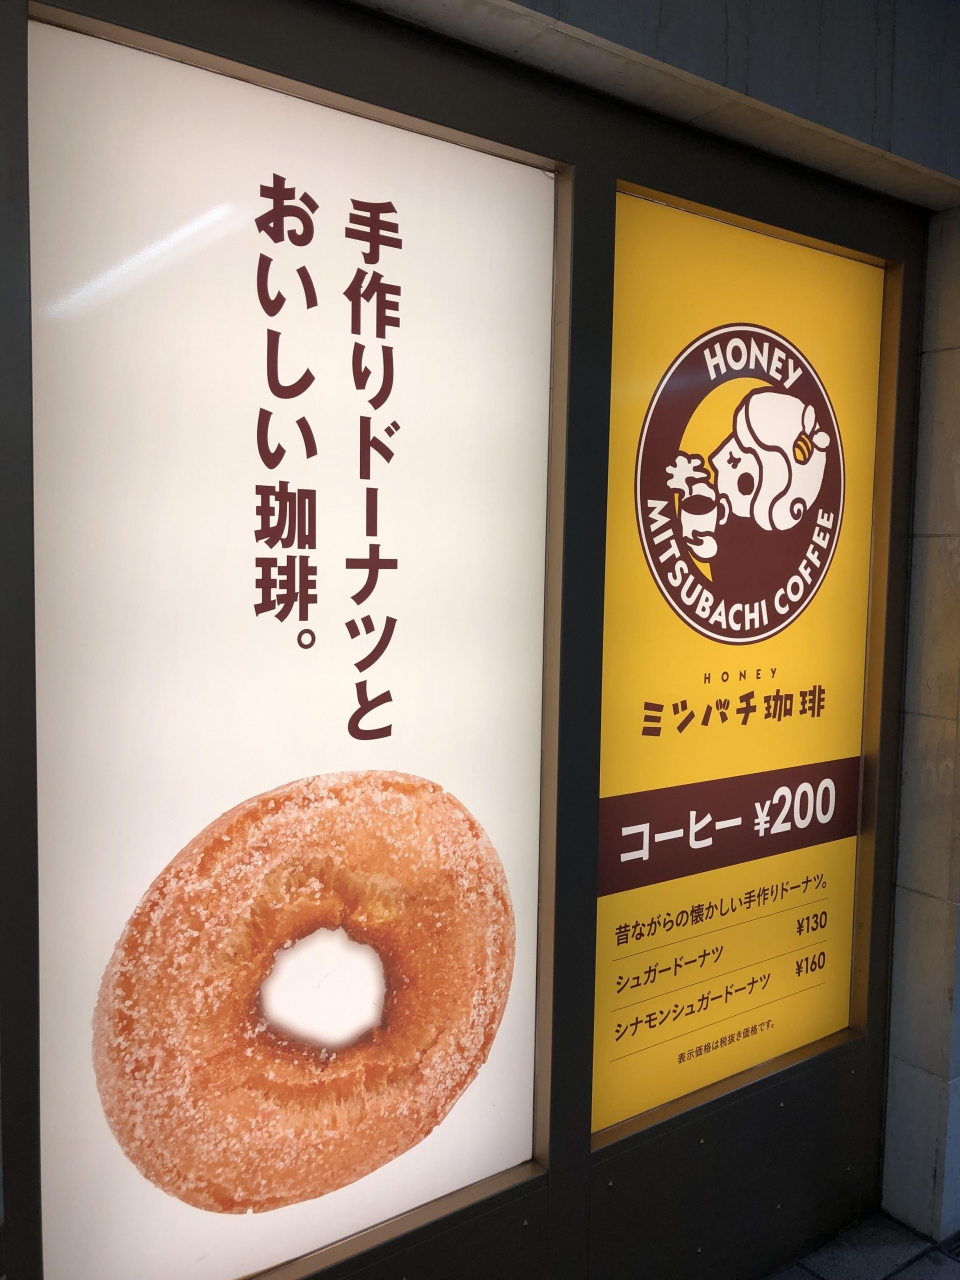 手作りドーナツと
おいしい珈琲。
HONEY
MITSUBACHI COFFEE
HONEY
ミツバチ珈琲
コーヒー ¥200
昔ながらの懐かしい手作りドーナツ。
シュガードーナツ ¥130
シナモンシュガードーナツ ¥160
表示価格は税抜き価格です。